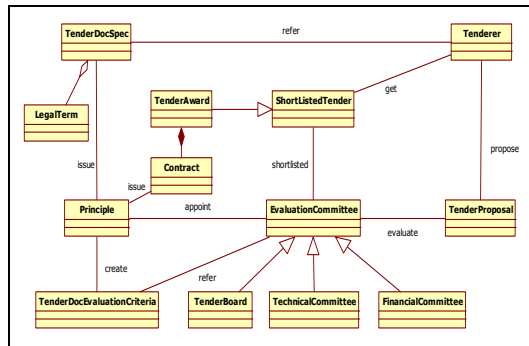 TenderDocSpec
refer
Tenderer
LegalTerm
TenderAward
ShortListedTender
get
issue
Contract
issue
shortlisted
propose
Principle
appoint
EvaluationCommittee
evaluate
TenderProposal
create
refer
TenderDocEvaluationCriteria
TenderBoard
TechnicalCommittee
FinancialCommittee